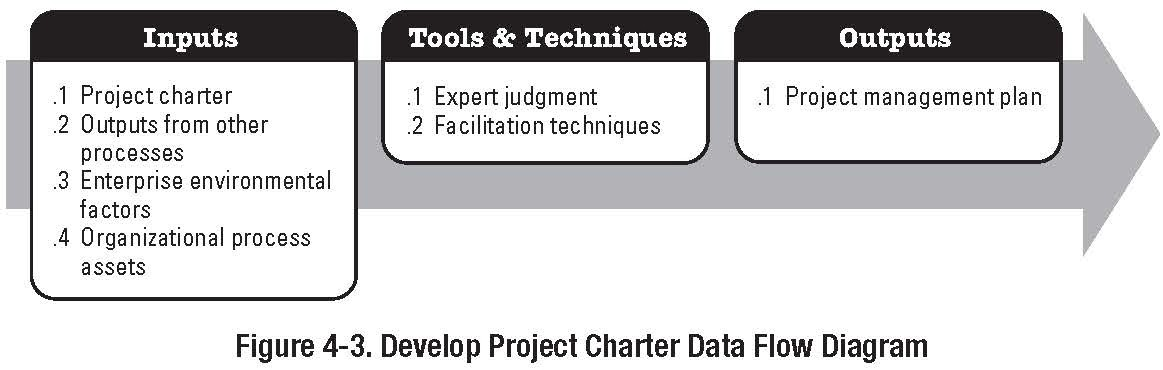 Inputs
.1 Project charter
.2 Outputs from other
processes
.3 Enterprise environmental
factors
.4 Organizational process
assets
Tools & Techniques
.1 Expert judgment
.2 Facilitation techniques
Outputs
.1 Project management plan
Figure 4-3. Develop Project Charter Data Flow Diagram